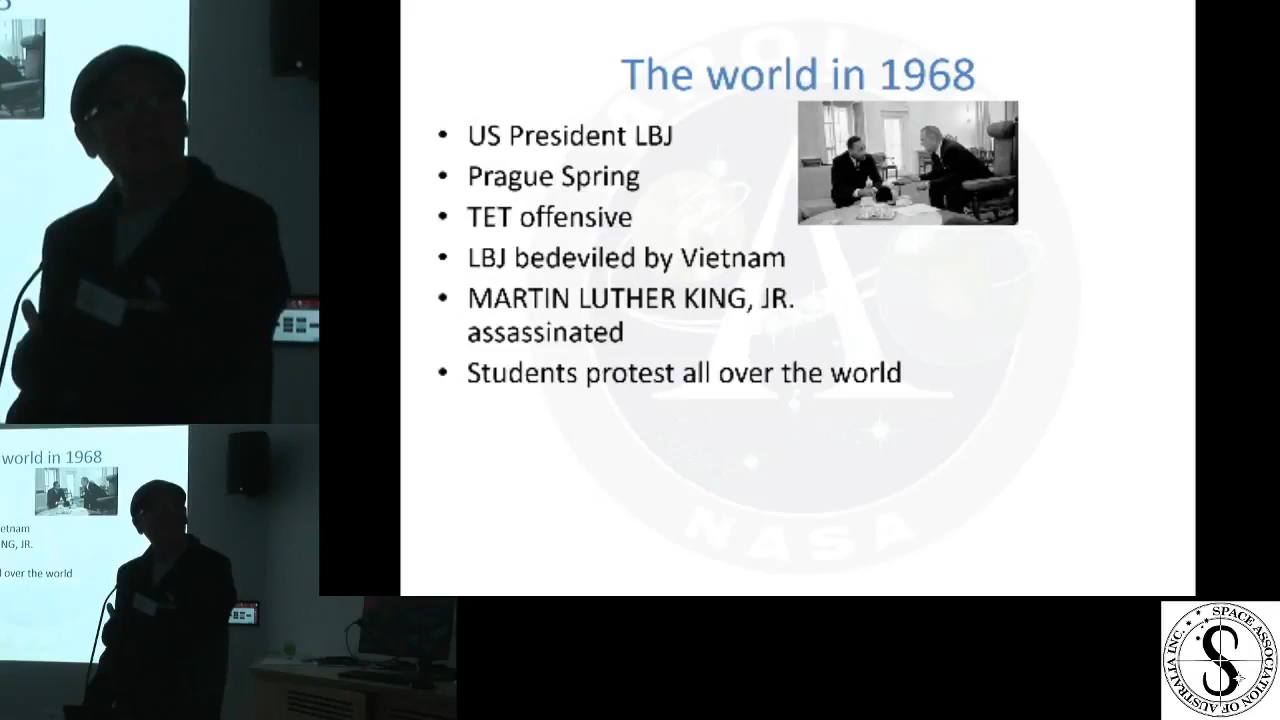 The world in 1968
• US President LBJ
• Prague Spring
• TET offensive
• LBJ bedeviled by Vietnam
• MARTIN LUTHER KING, JR.
assassinated
• Students protest all over the world
APOLLO
NASA
world in 1968
etnam
NG, JR.
over the world
SPACE ASSOCIATION OF AUSTRALIA INC.
S